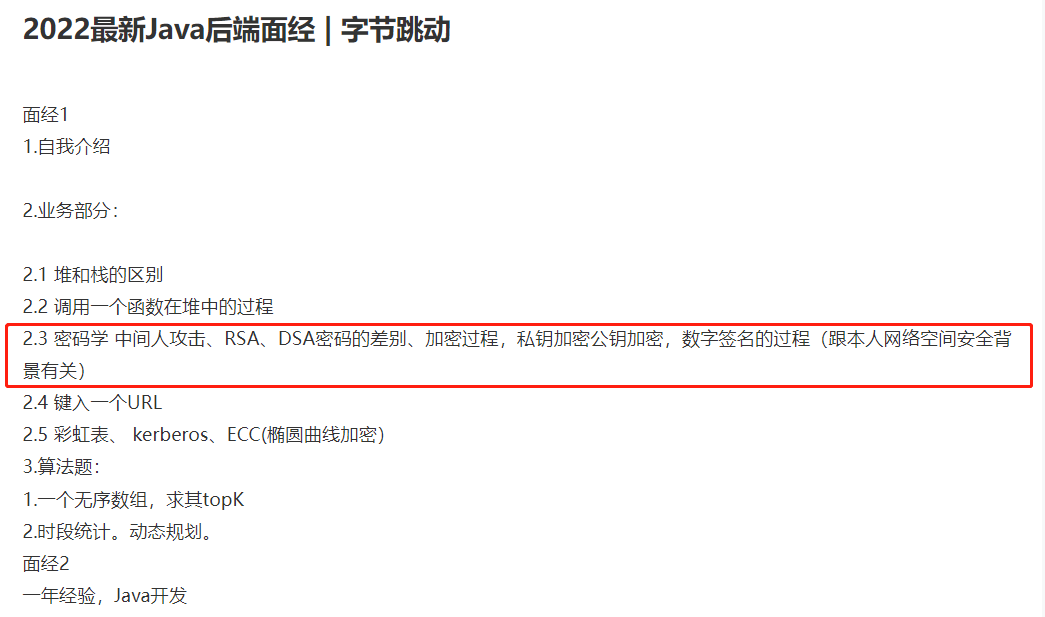 2022最新Java后端面经 | 字节跳动
面经1
1.自我介绍
2.业务部分：
2.1 堆和栈的区别
2.2 调用一个函数在堆中的过程
2.3 密码学 中间人攻击、RSA、DSA密码的差别、加密过程，私钥加密公钥加密，数字签名的过程（跟本人网络空间安全背
景有关）
2.4 键入一个URL
2.5 彩虹表、 kerberos、ECC(椭圆曲线加密）
3.算法题：
1.一个无序数组，求其topK
2.时段统计。动态规划。
面经2
一年经验，Java开发